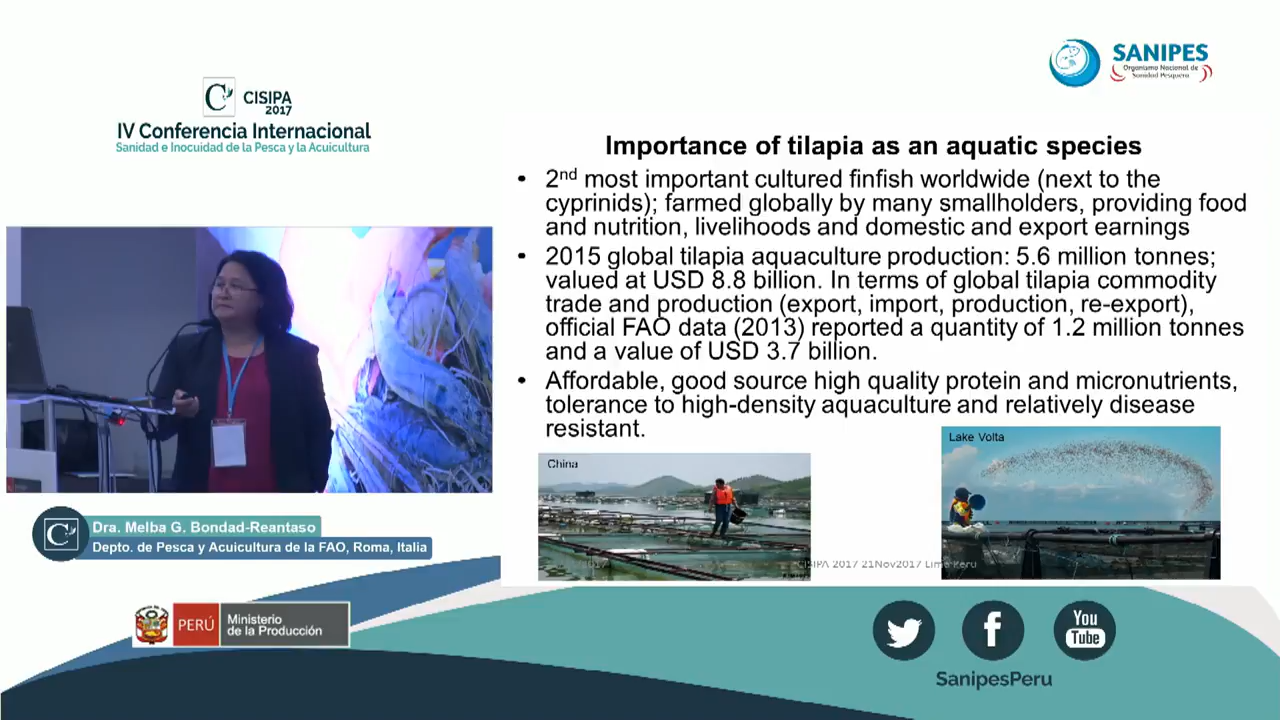 CISIPA
2017
IV Conferencia Internacional
Sanidad e Inocuidad de la Pesca y la Acuicultura
SANIPES
Organismo Nacional de
Sanidad Pesquera
Importance of tilapia as an aquatic species
• 2nd most important cultured finfish worldwide (next to the
cyprinids); farmed globally by many smallholders, providing food
and nutrition, livelihoods and domestic and export earnings
• 2015 global tilapia aquaculture production: 5.6 million tonnes;
valued at USD 8.8 billion. In terms of global tilapia commodity
trade and production (export, import, production, re-export),
official FAO data (2013) reported a quantity of 1.2 million tonnes
and a value of USD 3.7 billion.
• Affordable, good source high quality protein and micronutrients,
tolerance to high-density aquaculture and relatively disease
resistant.
China
Lake Volta
CISIPA 2017 21Nov2017 Lima Peru
Dra. Melba G. Bondad-Reantaso
Depto. de Pesca y Acuicultura de la FAO, Roma, Italia
PERÚ
Ministerio
de la Producción
You
Tube
SanipesPeru